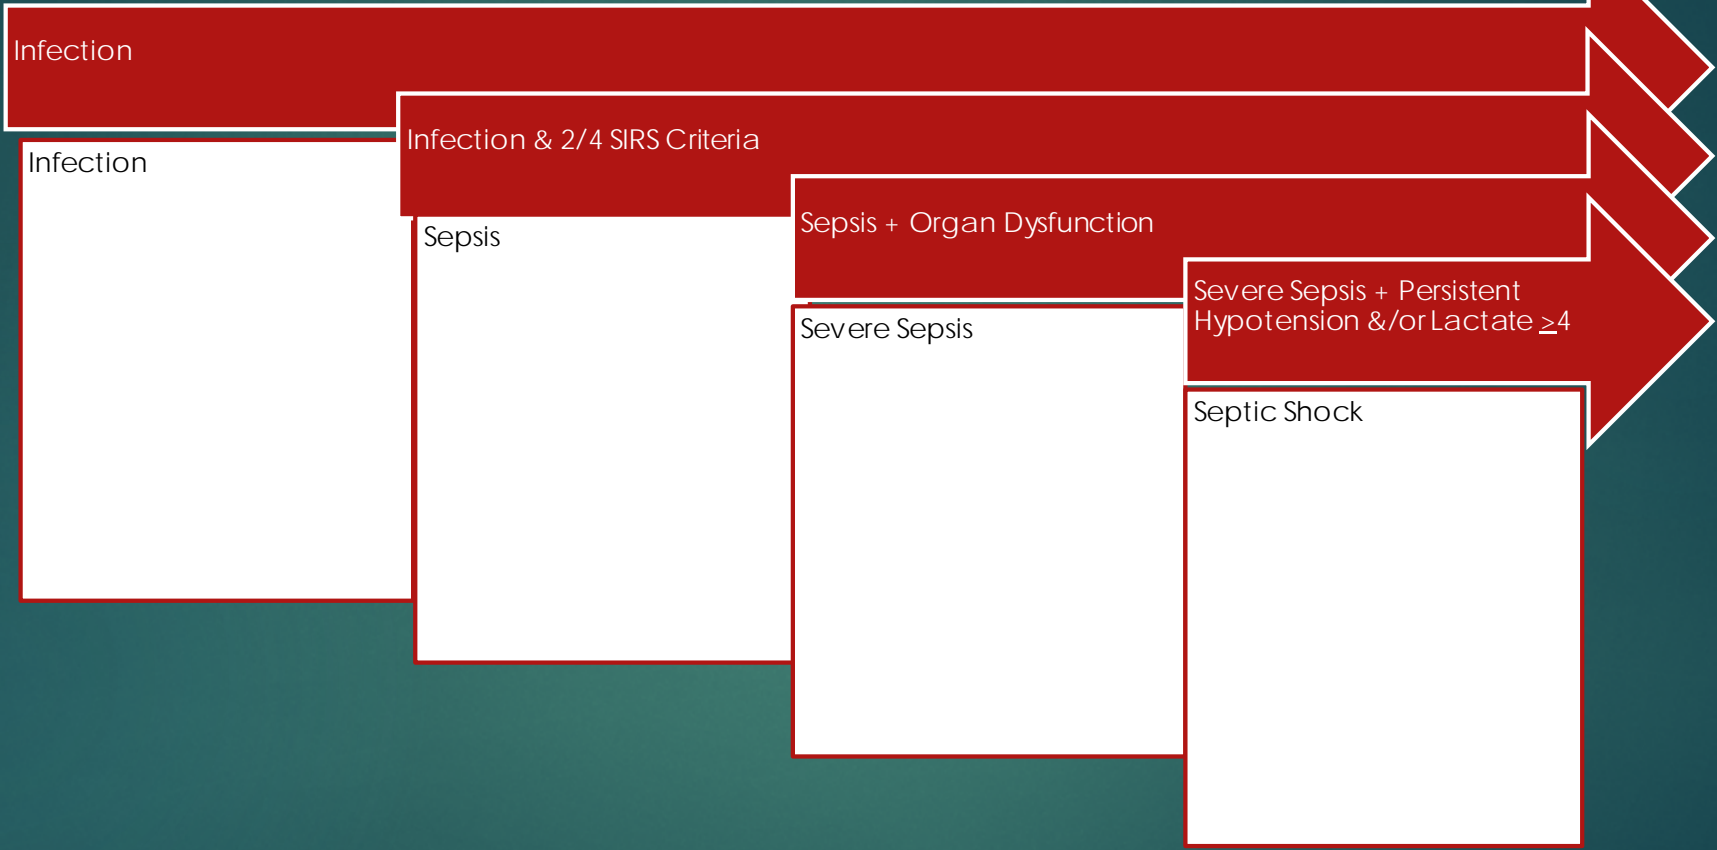 Infection
Infection
Infection & 2/4 SIRS Criteria
Sepsis
Sepsis + Organ Dysfunction
Severe Sepsis
Severe Sepsis + Persistent
Hypotension &/or Lactate ≥4
Septic Shock